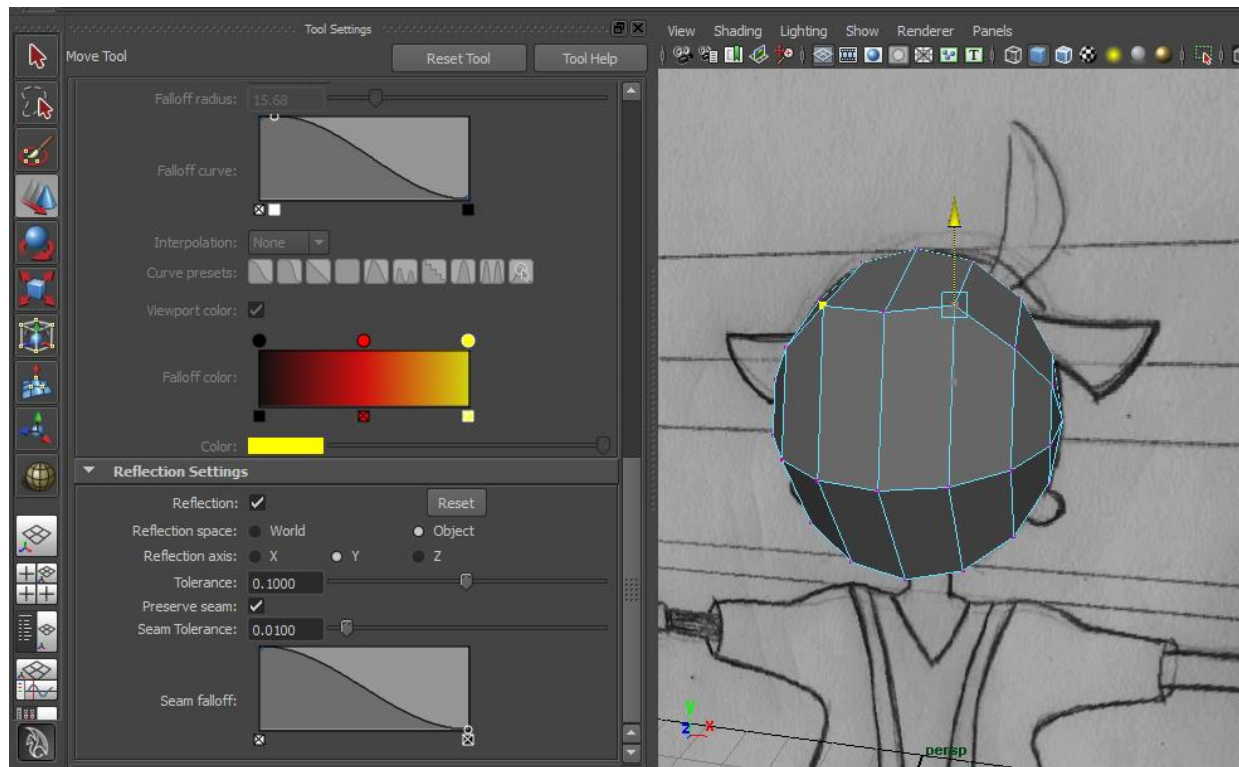 Tool Settings
Move Tool
Reset Tool
Tool Help
Falloff radius: 15.68
Falloff curve:
Interpolation: None
Curve presets:
Viewport color:
Falloff color:
Color:
Reflection Settings
Reflection:
Reset
Reflection space: World Object
Reflection axis: X Y Z
Tolerance: 0.1000
Preserve seam:
Seam Tolerance: 0.0100
Seam falloff:
View Shading Lighting Show Renderer Panels
T
y
z x
persp